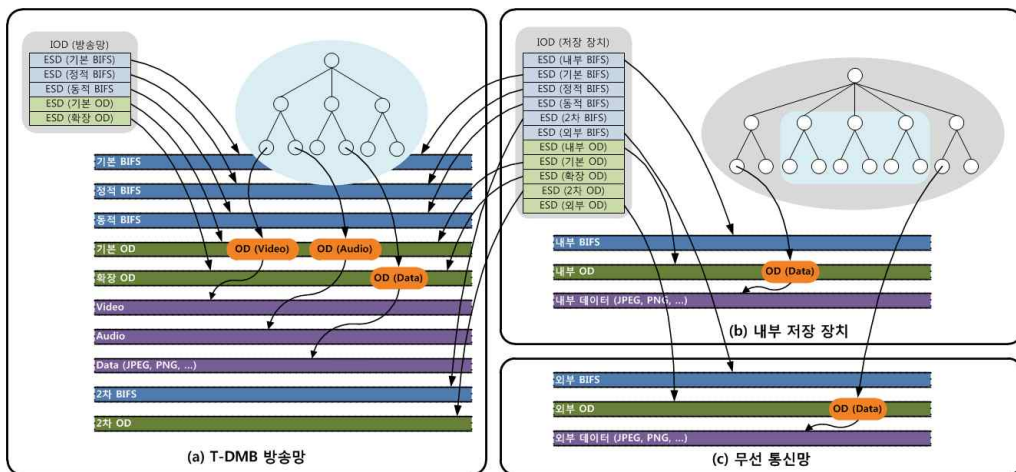 IOD (방송망)
ESD (기본 BIFS)
ESD (정적 BIFS)
ESD (동적 BIFS
ESD (기본 OD)
ESD (확장 OD)
기본 BIFS
정적 BIFS
동적 BIFS
기본 OD
OD (Video)
OD (Audio)
확장 OD
OD (Data)
Video
Audio
Data (JPEG, PNG, ...)
2차 BIFS
2차 OD
(a) T-DMB 방송망
IOD (저장 장치)
ESD (내부 BIFS)
ESD (기본 BIFS)
ESD (정적 BIFS)
ESD (동적 BIFS)
ESD (2차 BIFS)
ESD (외부 BIFS)
ESD (내부 OD)
ESD (기본 OD)
ESD (확장 OD)
ESD (2차 OD)
ESD (외부 OD)
내부 BIFS
내부 OD
OD (Data)
내부 데이터 (JPEG, PNG, ...)
(b) 내부 저장 장치
외부 BIFS
외부 OD
OD (Data)
외부 데이터 (JPEG, PNG, ...)
(c) 무선 통신망